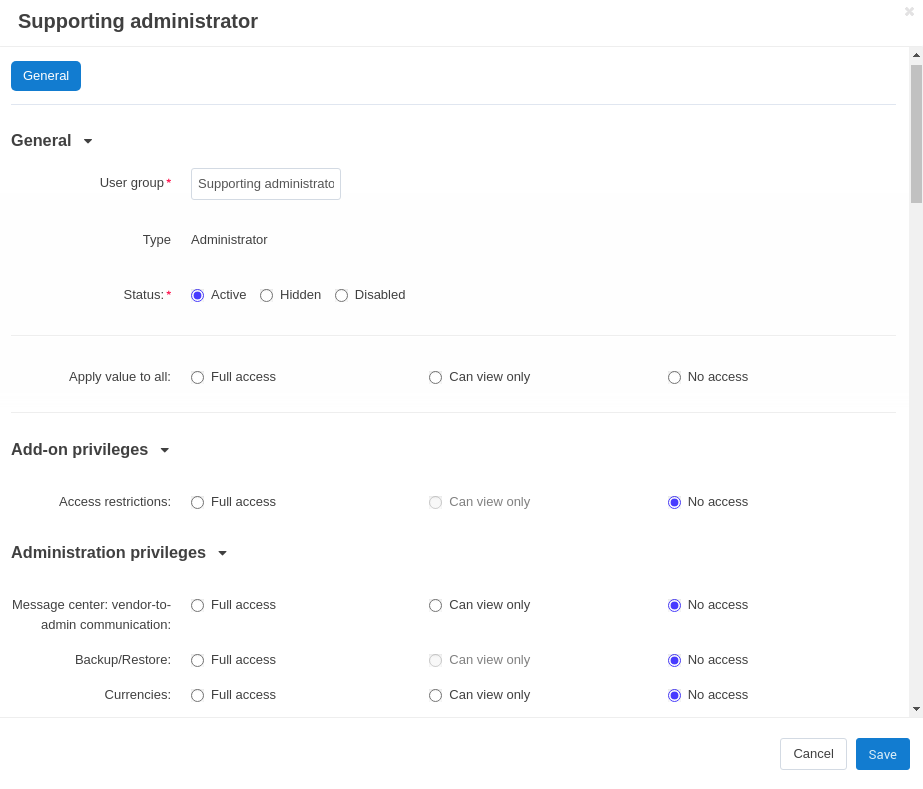 Supporting administrator
General
General
User group*
Supporting administrato
Type Administrator
Status:* Active Hidden Disabled
Apply value to all: Full access Can view only No access
Add-on privileges
Access restrictions: Full access Can view only No access
Administration privileges
Message center: vendor-to- Full access Can view only No access
admin communication:
Backup/Restore: Full access Can view only No access
Currencies: Full access Can view only No access
Cancel Save